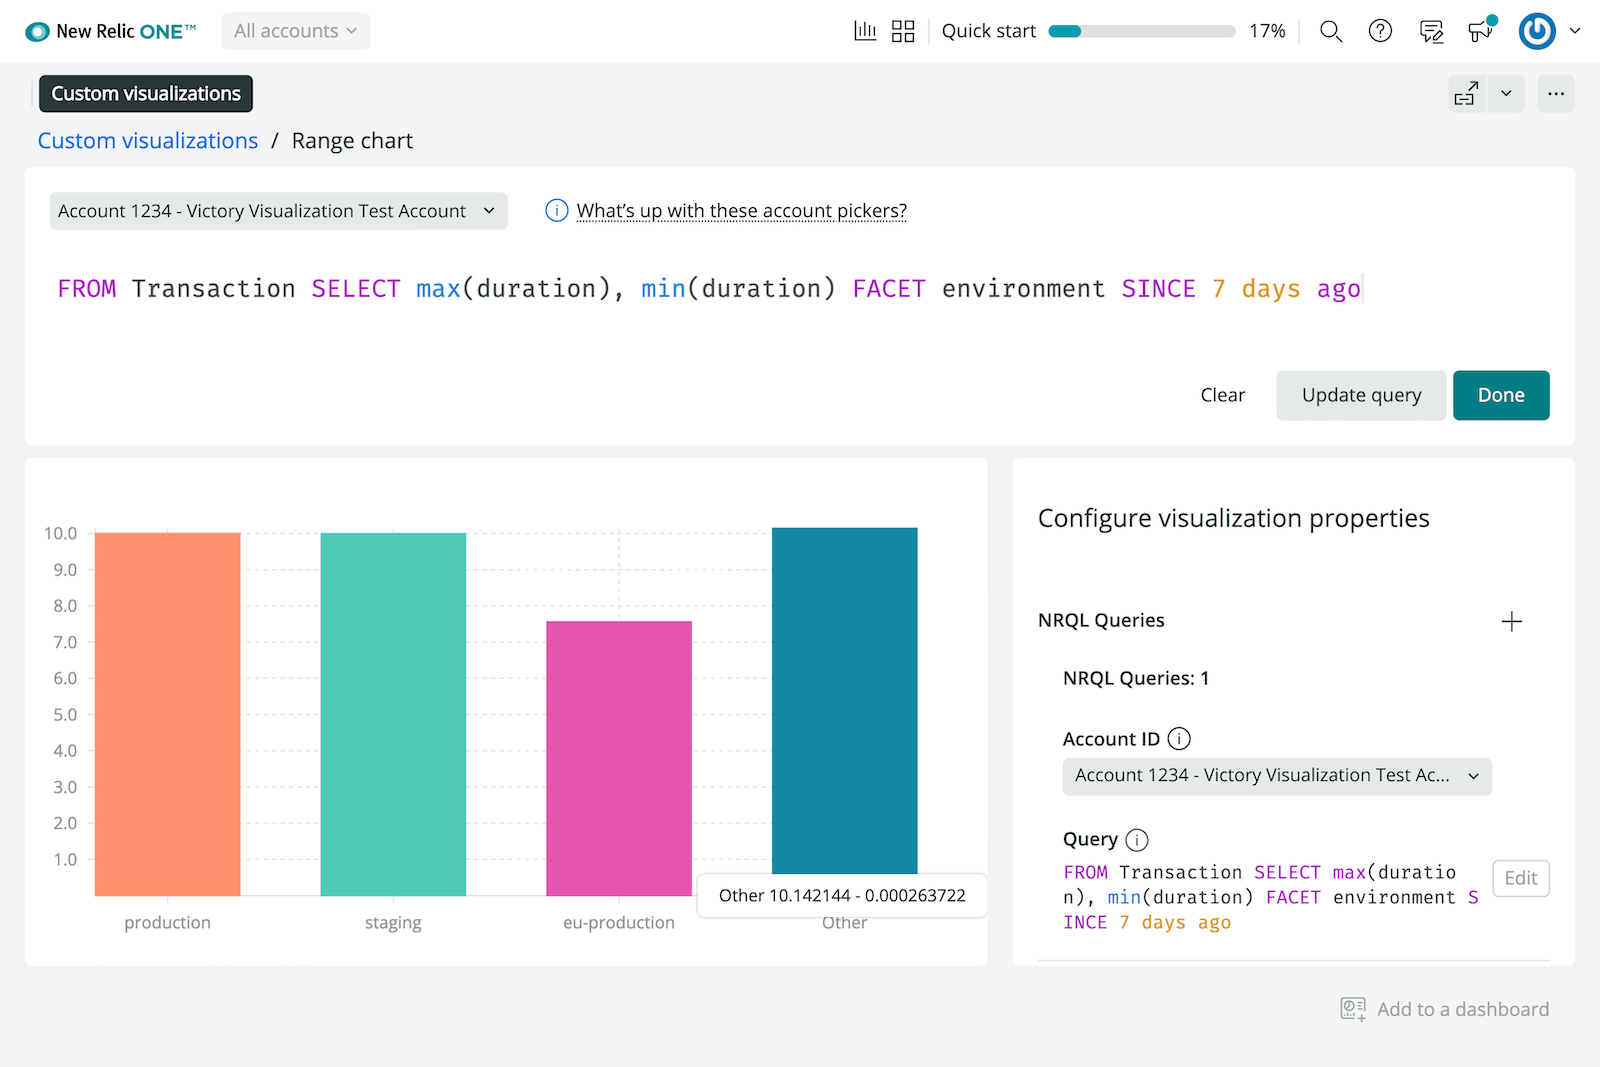 New Relic ONE™ All accounts Quick start 17%
Custom visualizations
Custom visualizations / Range chart
Account 1234 - Victory Visualization Test Account What's up with these account pickers?
FROM Transaction SELECT max(duration), min(duration) FACET environment SINCE 7 days ago
Clear Update query Done
10.0
9.0
8.0
7.0
6.0
5.0
4.0
3.0
2.0
1.0
Other 10.142144 - 0.000263722
production staging eu-production Other
Configure visualization properties
NRQL Queries
NRQL Queries: 1
Account ID
Account 1234 - Victory Visualization Test Ac...
Query
FROM Transaction SELECT max(duratio
n), min(duration) FACET environment S
INCE 7 days ago
Edit
Add to a dashboard